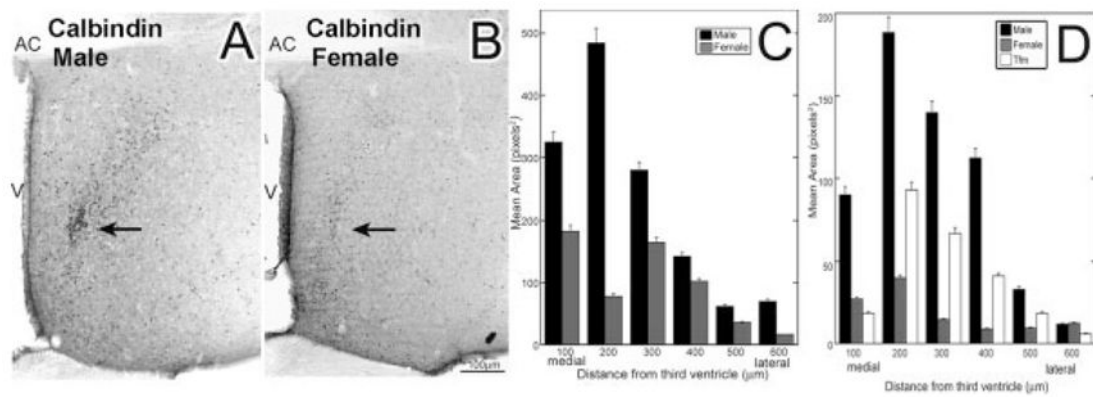 Calbindin
Male
AC
A
V
Calbindin
Female
AC
B
V
100µm
C
Male
Female
Mean Area (pixels²)
500
300
200
100
0
100 200 300 400 500 600
medial lateral
Distance from third ventricle (µm)
D
Male
Female
Tfm
Mean Area (pixels²)
200
150
100
50
0
100 200 300 400 500 600
medial lateral
Distance from third ventricle (µm)